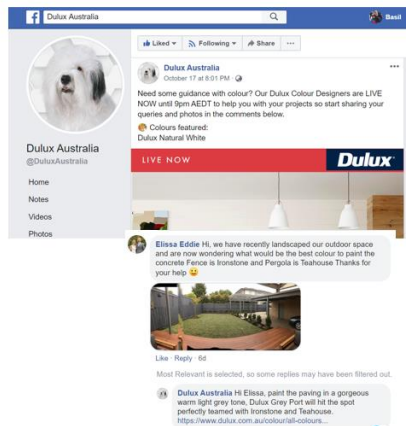 Dulux Australia
Basil
Liked
Following
Share
Dulux Australia
October 17 at 8:01 PM ·
Need some guidance with colour? Our Dulux Colour Designers are LIVE
NOW until 9pm AEDT to help you with your projects so start sharing your
queries and photos in the comments below.
Colours featured:
Dulux Natural White
Dulux Australia
@DuluxAustralia
Home
Notes
Videos
Photos
LIVE NOW
Dulux
Elissa Eddie Hi, we have recently landscaped our outdoor space
and are now wondering what would be the best colour to paint the
concrete Fence is Ironstone and Pergola is Teahouse Thanks for
your help
Like · Reply · 6d
Most Relevant is selected, so some replies may have been filtered out.
Dulux Australia Hi Elissa, paint the paving in a gorgeous
warm light grey tone, Dulux Grey Port will hit the spot
perfectly teamed with Ironstone and Teahouse.
https://www.dulux.com.au/colour/all-colours...